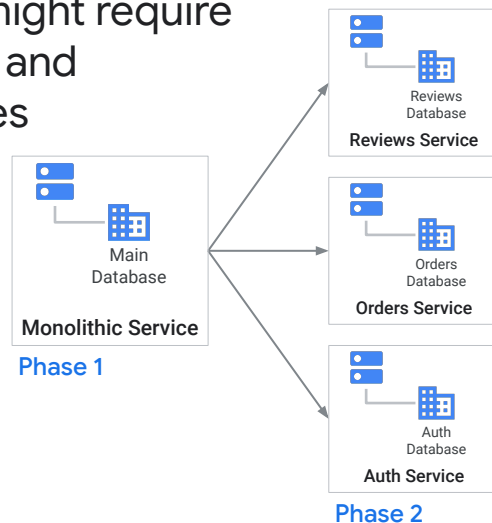 might require
and
es
Main
Database
Monolithic Service
Phase 1
Reviews
Database
Reviews Service
Orders
Database
Orders Service
Auth
Database
Auth Service
Phase 2